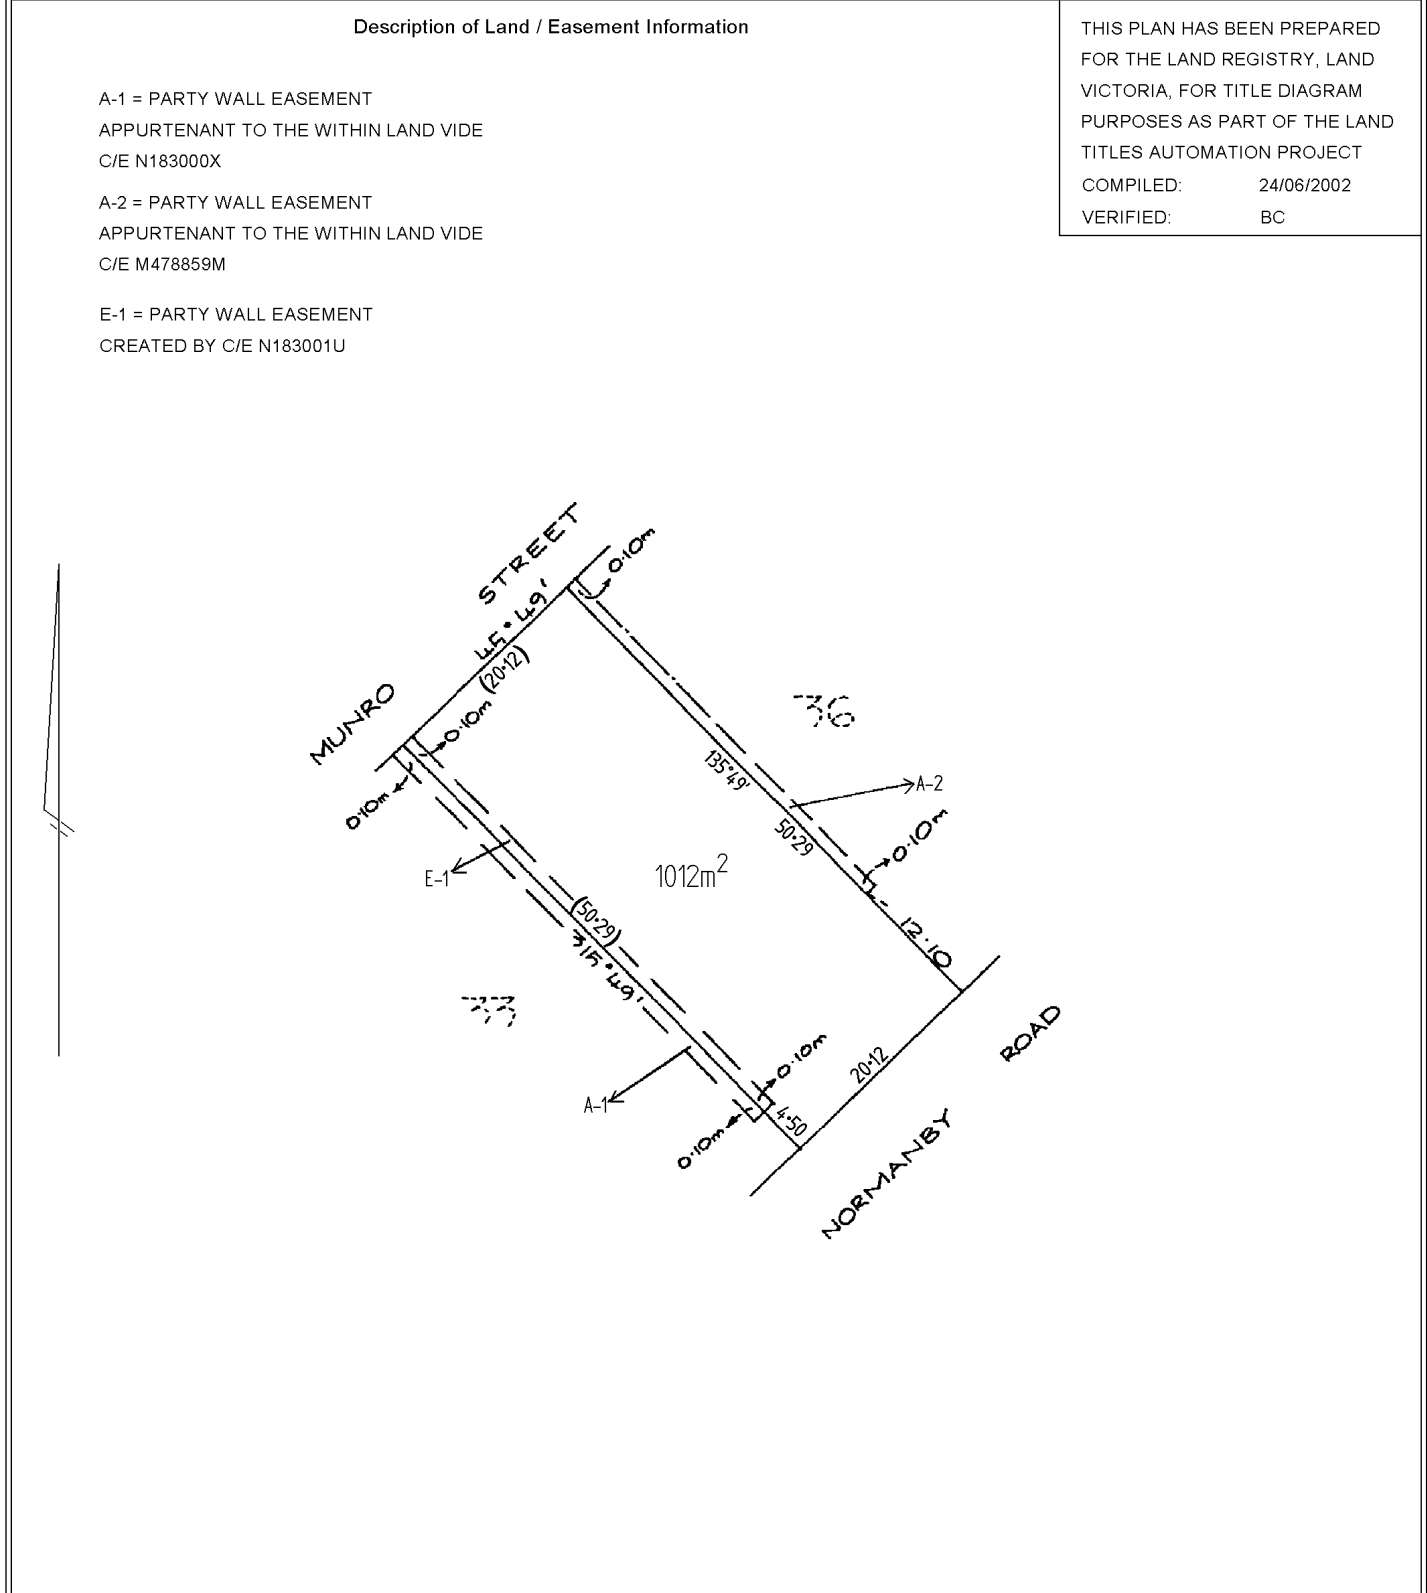 Description of Land / Easement Information
THIS PLAN HAS BEEN PREPARED
FOR THE LAND REGISTRY, LAND
VICTORIA, FOR TITLE DIAGRAM
PURPOSES AS PART OF THE LAND
TITLES AUTOMATION PROJECT
COMPILED: 24/06/2002
VERIFIED: BC
A-1 = PARTY WALL EASEMENT
APPURTENANT TO THE WITHIN LAND VIDE
C/E N183000X
A-2 = PARTY WALL EASEMENT
APPURTENANT TO THE WITHIN LAND VIDE
C/E M478859M
E-1 = PARTY WALL EASEMENT
CREATED BY C/E N183001U
MUNRO STREET
45° 49'
(20·12)
0·10m
0·10m
0·10m
36
135°49'
50·29
A-2
0·10m
12·10
E-1
1012m²
(50·29)
315° 49'
33
A-1
0·10m
0·10m
4·50
20·12
NORMANBY ROAD